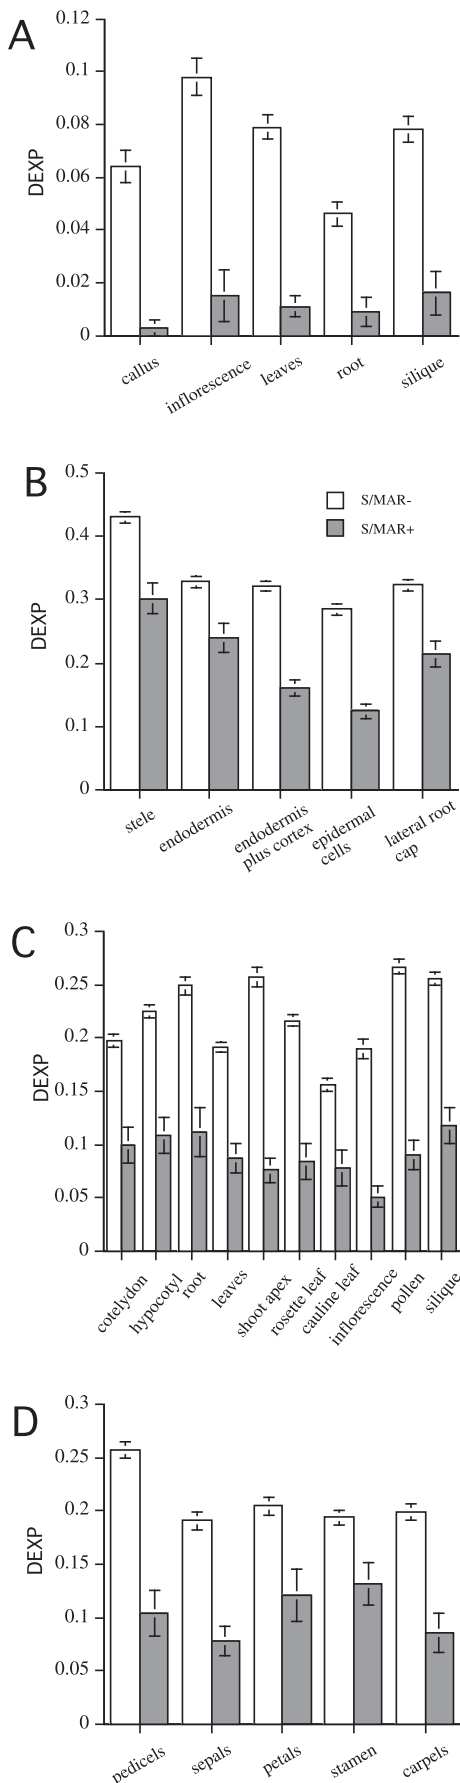 A
DEXP
0.12
0.1
0.08
0.06
0.04
0.02
0
callus
inflorescence
leaves
root
silique
B
DEXP
0.5
0.4
0.3
0.2
0.1
0
S/MAR-
S/MAR+
stele
endodermis
endodermis
plus cortex
epidermal
cells
lateral root
cap
C
DEXP
0.3
0.25
0.2
0.15
0.1
0.05
0
cotelydon
hypocotyl
root
leaves
shoot apex
rosette leaf
cauline leaf
inflorescence
pollen
silique
D
DEXP
0.3
0.25
0.2
0.15
0.1
0.05
0
pedicels
sepals
petals
stamen
carpels